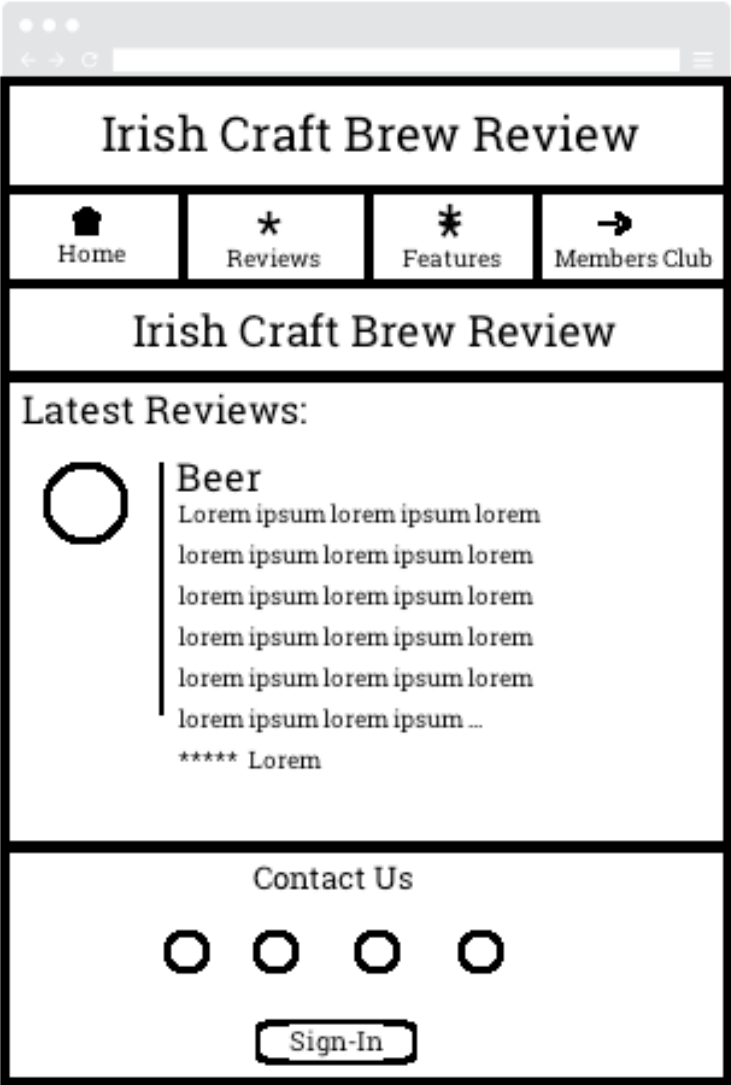 Irish Craft Brew Review
Home
Reviews
Features
Members Club
Irish Craft Brew Review
Latest Reviews:
Beer
Lorem ipsum lorem ipsum lorem
lorem ipsum lorem ipsum lorem
lorem ipsum lorem ipsum lorem
lorem ipsum lorem ipsum lorem
lorem ipsum lorem ipsum lorem
lorem ipsum lorem ipsum ...
***** Lorem
Contact Us
Sign-In